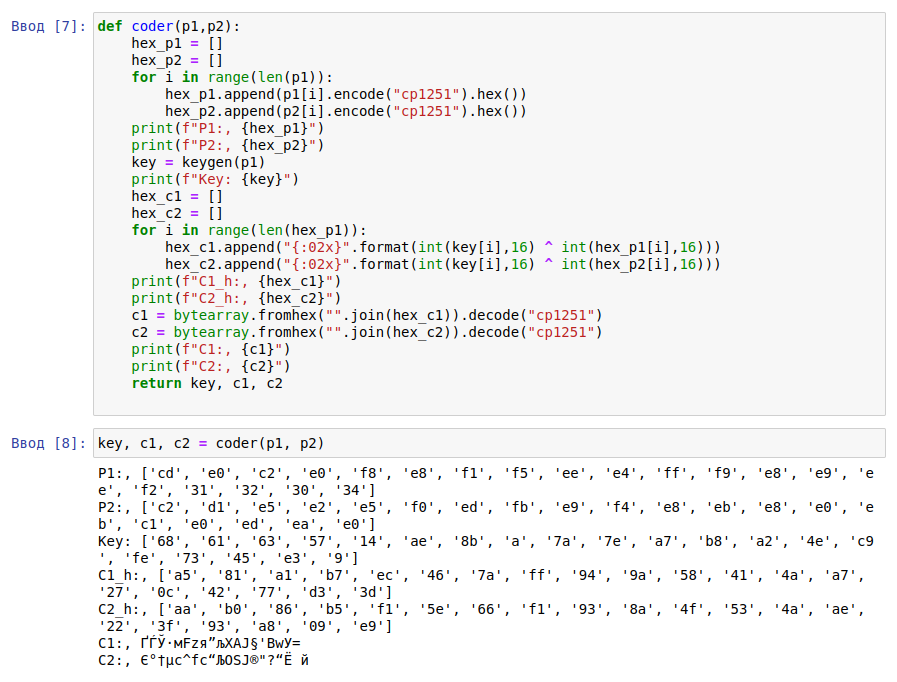 Ввод [7]: def coder(p1,p2):
    hex_p1 = []
    hex_p2 = []
    for i in range(len(p1)):
        hex_p1.append(p1[i].encode("cp1251").hex())
        hex_p2.append(p2[i].encode("cp1251").hex())
    print(f"P1:, {hex_p1}")
    print(f"P2:, {hex_p2}")
    key = keygen(p1)
    print(f"Key: {key}")
    hex_c1 = []
    hex_c2 = []
    for i in range(len(hex_p1)):
        hex_c1.append("{:02x}".format(int(key[i],16) ^ int(hex_p1[i],16)))
        hex_c2.append("{:02x}".format(int(key[i],16) ^ int(hex_p2[i],16)))
    print(f"C1_h:, {hex_c1}")
    print(f"C2_h:, {hex_c2}")
    c1 = bytearray.fromhex("".join(hex_c1)).decode("cp1251")
    c2 = bytearray.fromhex("".join(hex_c2)).decode("cp1251")
    print(f"C1:, {c1}")
    print(f"C2:, {c2}")
    return key, c1, c2
Ввод [8]: key, c1, c2 = coder(p1, p2)
P1:, ['cd', 'e0', 'c2', 'e0', 'f8', 'e8', 'f1', 'f5', 'ee', 'e4', 'ff', 'f9', 'e8', 'e9', 'e
e', 'f2', '31', '32', '30', '34']
P2:, ['c2', 'd1', 'e5', 'e2', 'e5', 'f0', 'ed', 'fb', 'e9', 'f4', 'e8', 'eb', 'e8', 'e0', 'e
b', 'c1', 'e0', 'ed', 'ea', 'e0']
Key: ['68', '61', '63', '57', '14', 'ae', '8b', 'a', '7a', '7e', 'a7', 'b8', 'a2', '4e', 'c9
', 'fe', '73', '45', 'e3', '9']
C1_h:, ['a5', '81', 'a1', 'b7', 'ec', '46', '7a', 'ff', '94', '9a', '58', '41', '4a', 'a7',
'27', '0c', '42', '77', 'd3', '3d']
C2_h:, ['aa', 'b0', '86', 'b5', 'f1', '5e', '66', 'f1', '93', '8a', '4f', '53', '4a', 'ae',
'22', '3f', '93', 'a8', '09', 'e9']
C1:, ҐЃЎ·мFzя”љXAJ§'BwУ=
C2:, Є°†µс^fс“ЉOSJ®"?“Ё й